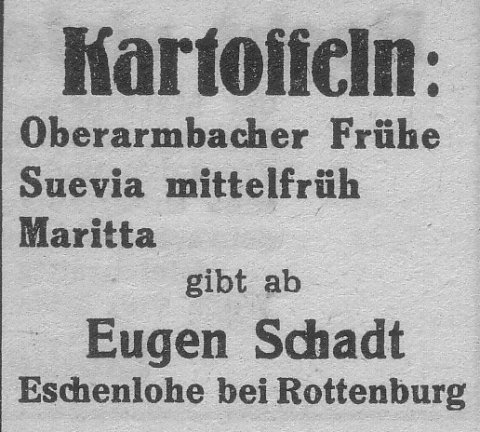 Kartoffeln:
Oberarmbacher Frühe
Suevia mittelfrüh
Maritta
gibt ab
Eugen Schadt
Eschenlohe bei Rottenburg